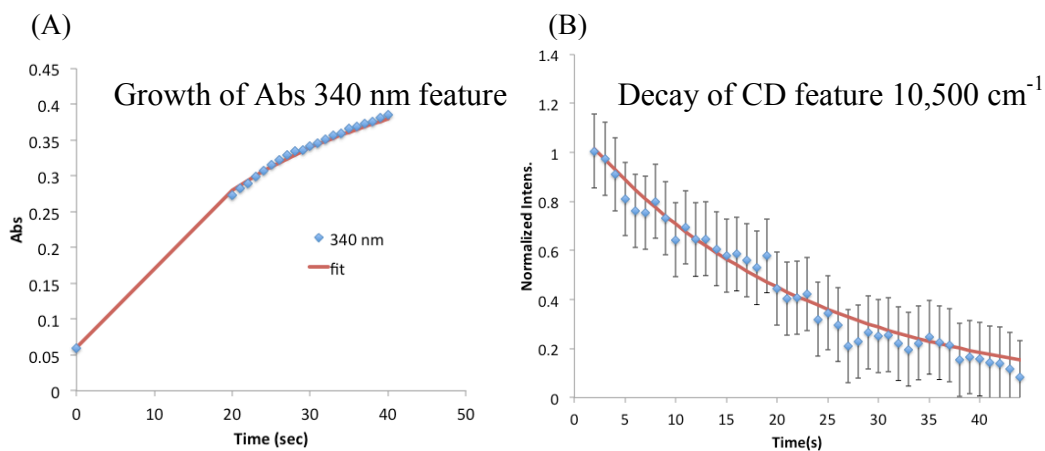 (A)
Growth of Abs 340 nm feature
0.45
0.4
0.35
0.3
0.25
0.2
0.15
0.1
0.05
0
Abs
340 nm
fit
0 10 20 30 40 50
Time (sec)
(B)
Decay of CD feature 10,500 cm-1
1.4
1.2
1
0.8
0.6
0.4
0.2
0
Normalized Intens.
0 5 10 15 20 25 30 35 40
Time(s)